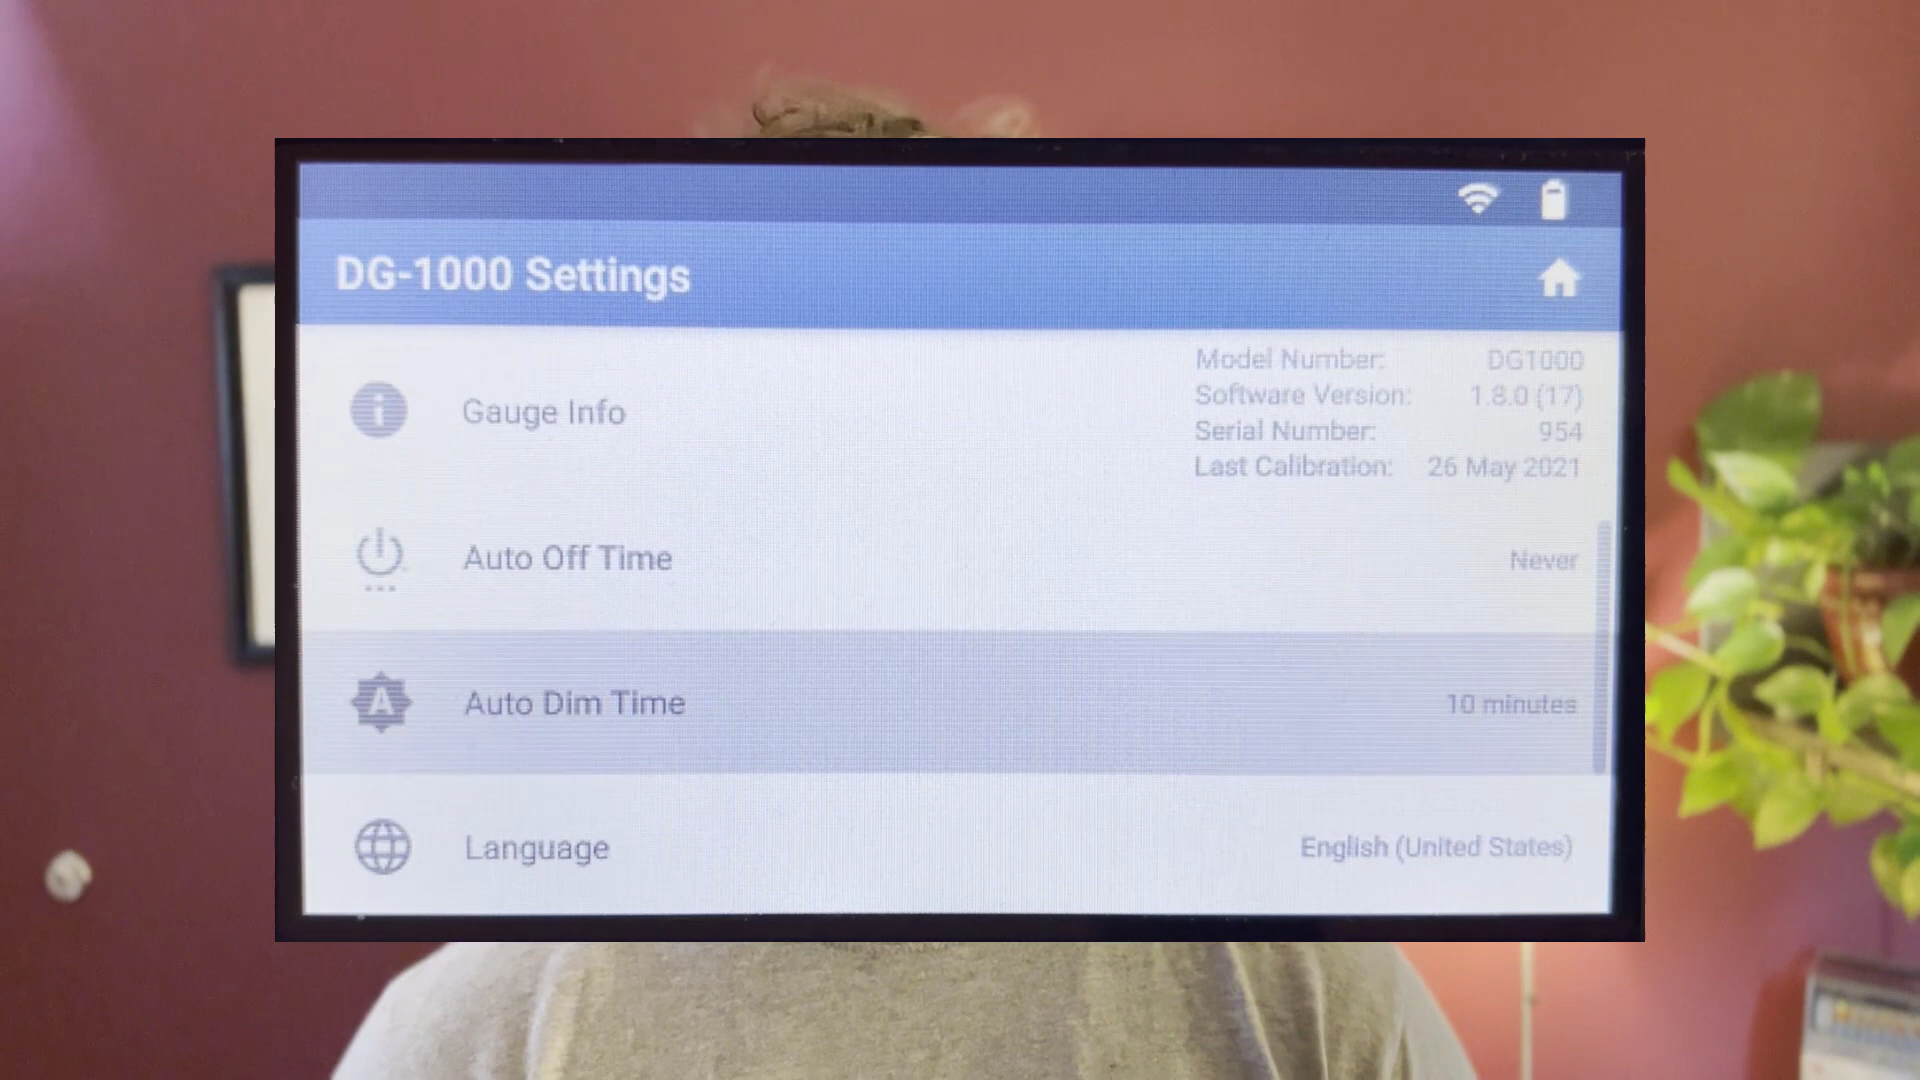 DG-1000 Settings
Gauge Info
Model Number: DG1000
Software Version: 1.8.0 (17)
Serial Number: 954
Last Calibration: 26 May 2021
Auto Off Time Never
A
Auto Dim Time 10 minutes
Language English (United States)